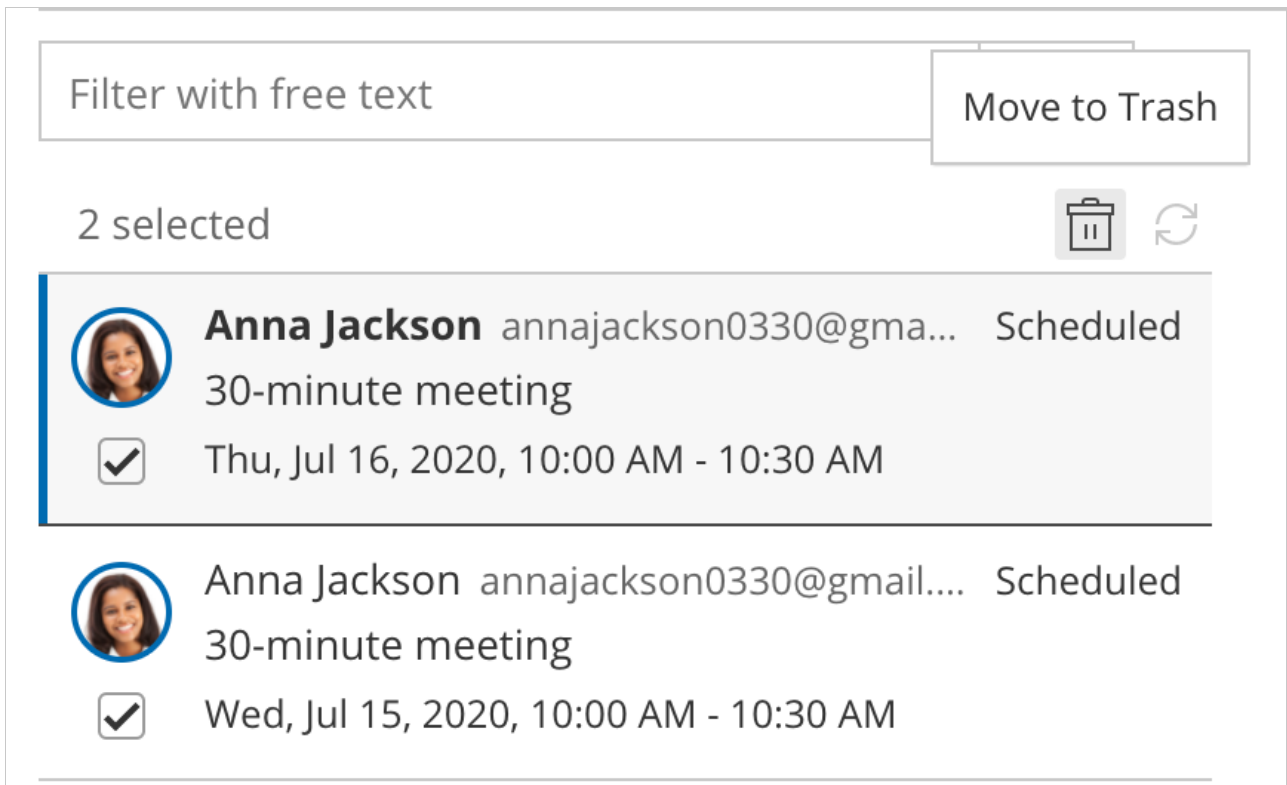 Filter with free text
Move to Trash
2 selected
Anna Jackson annajackson0330@gma... Scheduled
30-minute meeting
Thu, Jul 16, 2020, 10:00 AM - 10:30 AM
Anna Jackson annajackson0330@gmail.... Scheduled
30-minute meeting
Wed, Jul 15, 2020, 10:00 AM - 10:30 AM